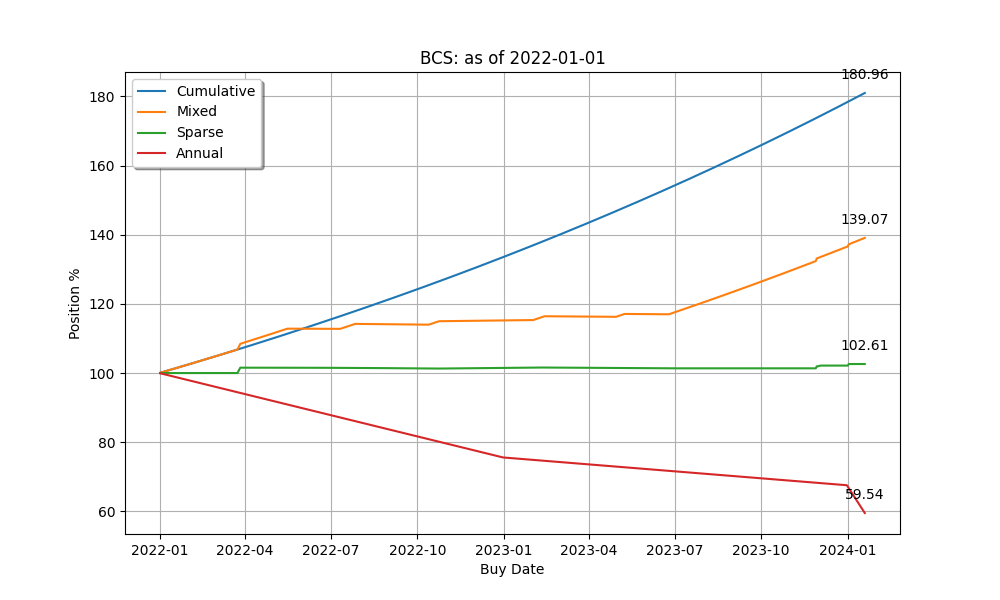 BCS: as of 2022-01-01
Cumulative
Mixed
Sparse
Annual
180.96
139.07
102.61
59.54
Position %
180
160
140
120
100
80
60
2022-01 2022-04 2022-07 2022-10 2023-01 2023-04 2023-07 2023-10 2024-01
Buy Date